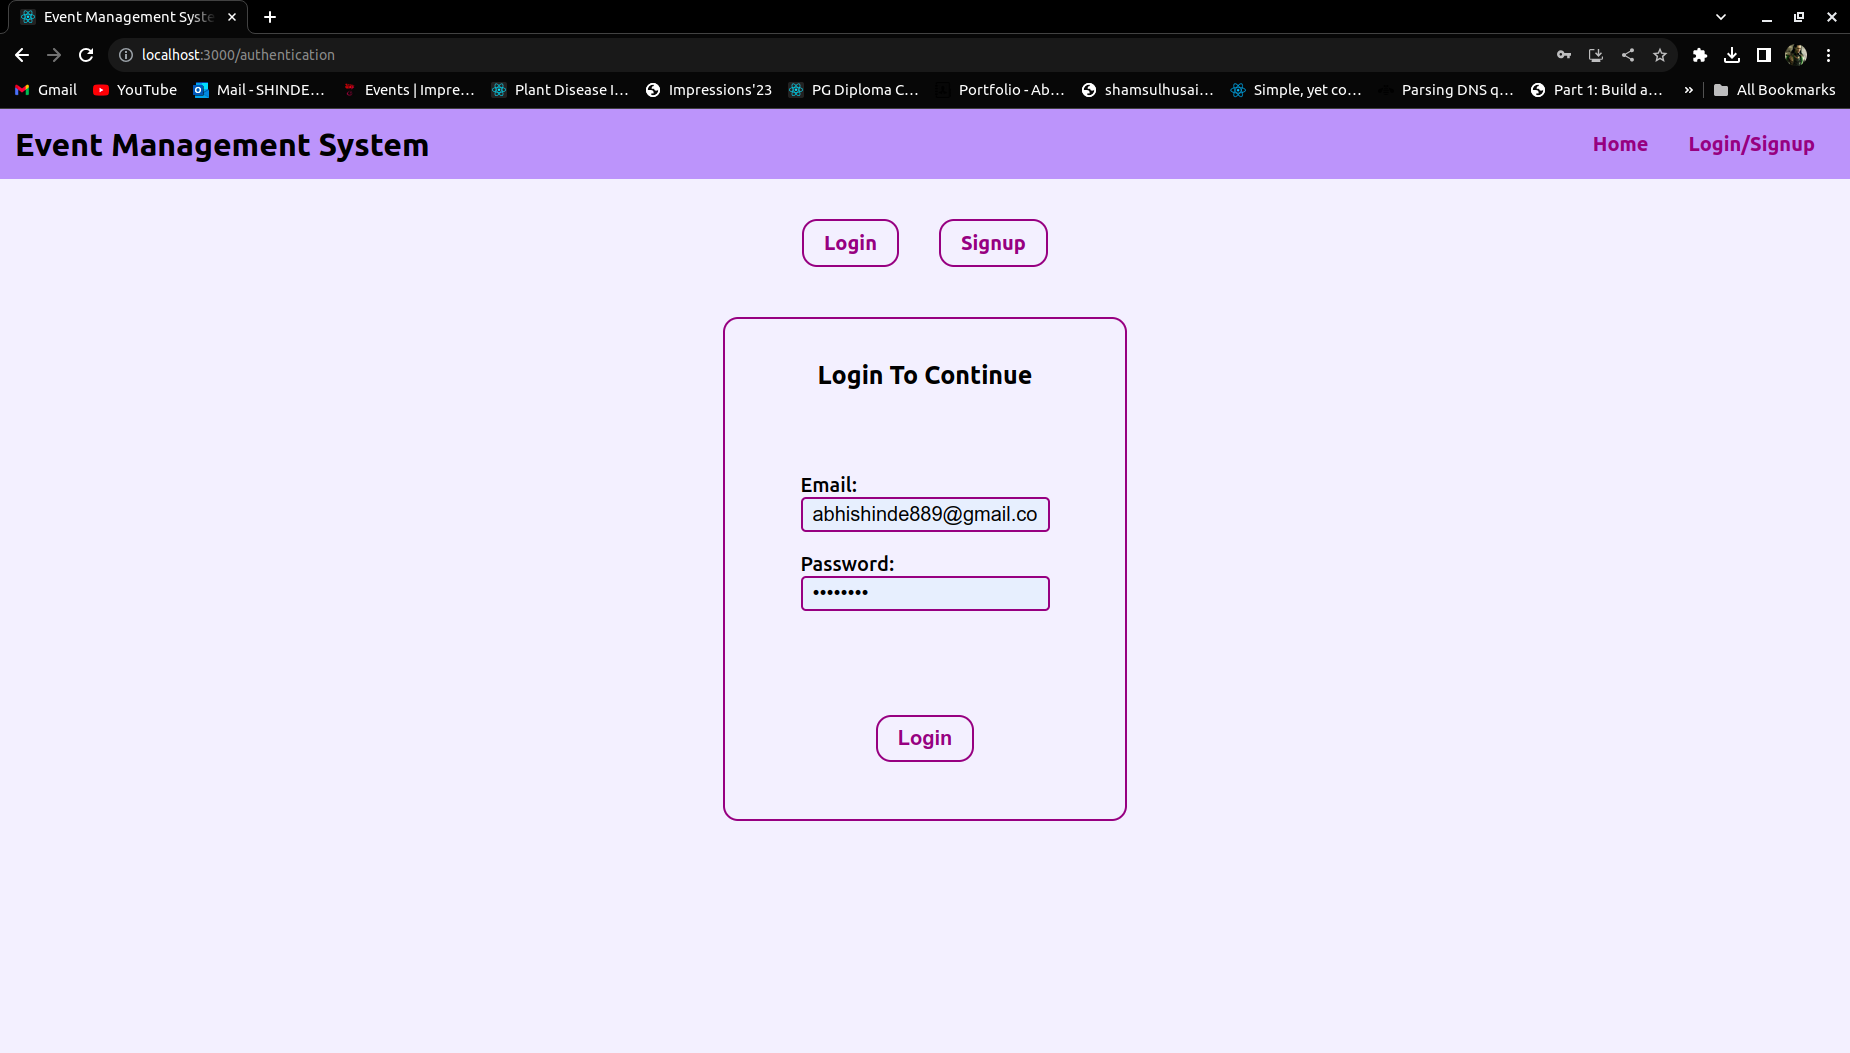 Event Management Syste
localhost:3000/authentication
Gmail YouTube Mail - SHINDE... Events | Impre... Plant Disease I... Impressions'23 PG Diploma C... Portfolio - Ab... shamsulhusai... Simple, yet co... Parsing DNS q... Part 1: Build a... » All Bookmarks
Event Management System Home Login/Signup
Login Signup
Login To Continue
Email:
abhishinde889@gmail.co
Password:
••••••••
Login